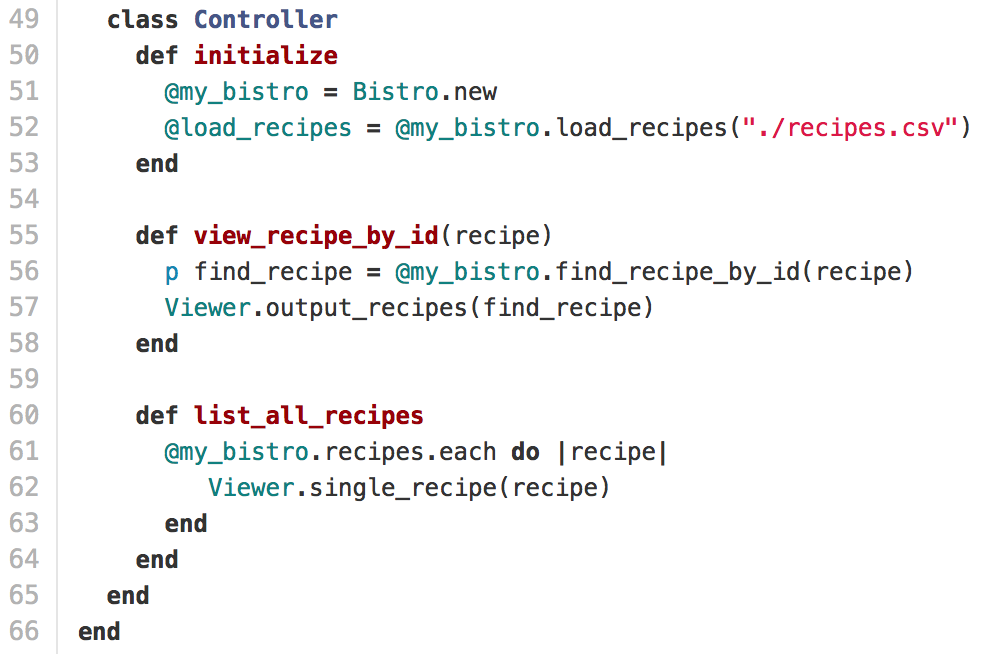 49 class Controller
50 def initialize
51 @my_bistro = Bistro.new
52 @load_recipes = @my_bistro.load_recipes("./recipes.csv")
53 end
54
55 def view_recipe_by_id(recipe)
56 p find_recipe = @my_bistro.find_recipe_by_id(recipe)
57 Viewer.output_recipes(find_recipe)
58 end
59
60 def list_all_recipes
61 @my_bistro.recipes.each do |recipe|
62 Viewer.single_recipe(recipe)
63 end
64 end
65 end
66 end